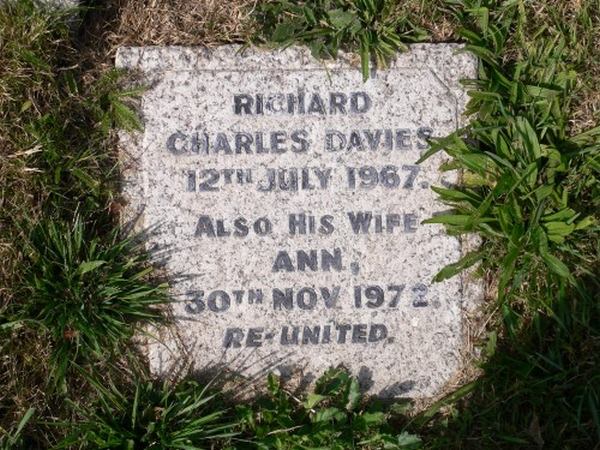 RICHARD
CHARLES DAVIES
12TH JULY 1967.
ALSO HIS WIFE
ANN,
30TH NOV 1972.
RE-UNITED.